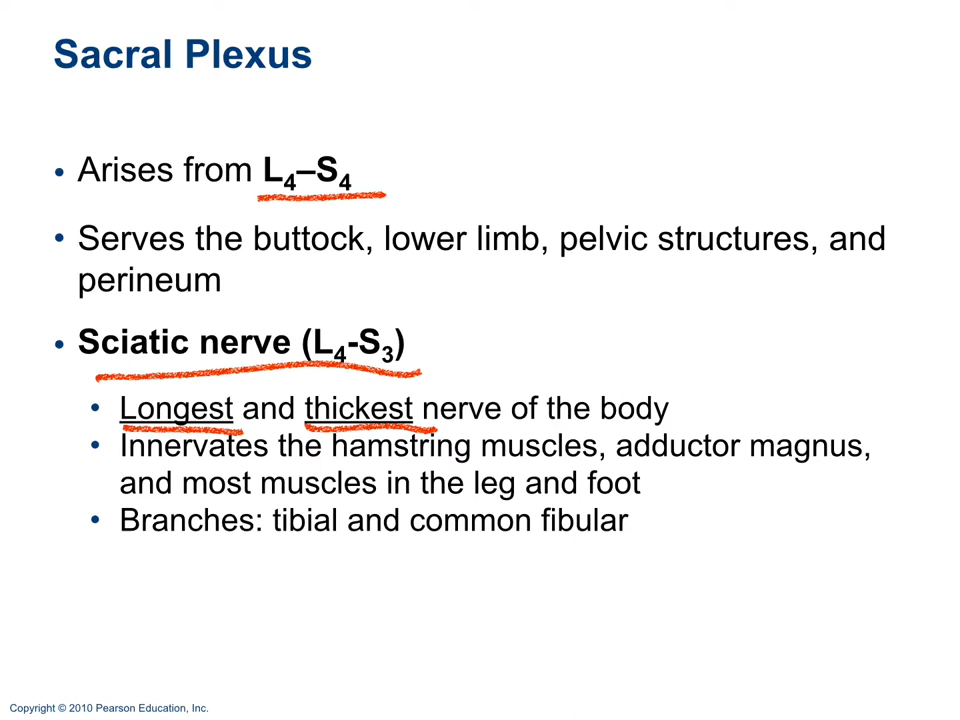 Sacral Plexus
• Arises from L₄–S₄
• Serves the buttock, lower limb, pelvic structures, and
perineum
• Sciatic nerve (L₄-S₃)
• Longest and thickest nerve of the body
• Innervates the hamstring muscles, adductor magnus,
and most muscles in the leg and foot
• Branches: tibial and common fibular
Copyright © 2010 Pearson Education, Inc.